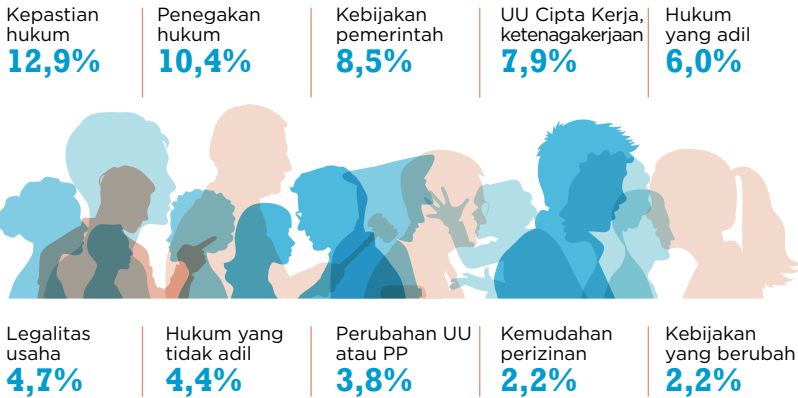 Kepastian
hukum
12,9%
Penegakan
hukum
10,4%
Kebijakan
pemerintah
8,5%
UU Cipta Kerja,
ketenagakerjaan
7,9%
Hukum
yang adil
6,0%
Legalitas
usaha
4,7%
Hukum yang
tidak adil
4,4%
Perubahan UU
atau PP
3,8%
Kemudahan
perizinan
2,2%
Kebijakan
yang berubah
2,2%